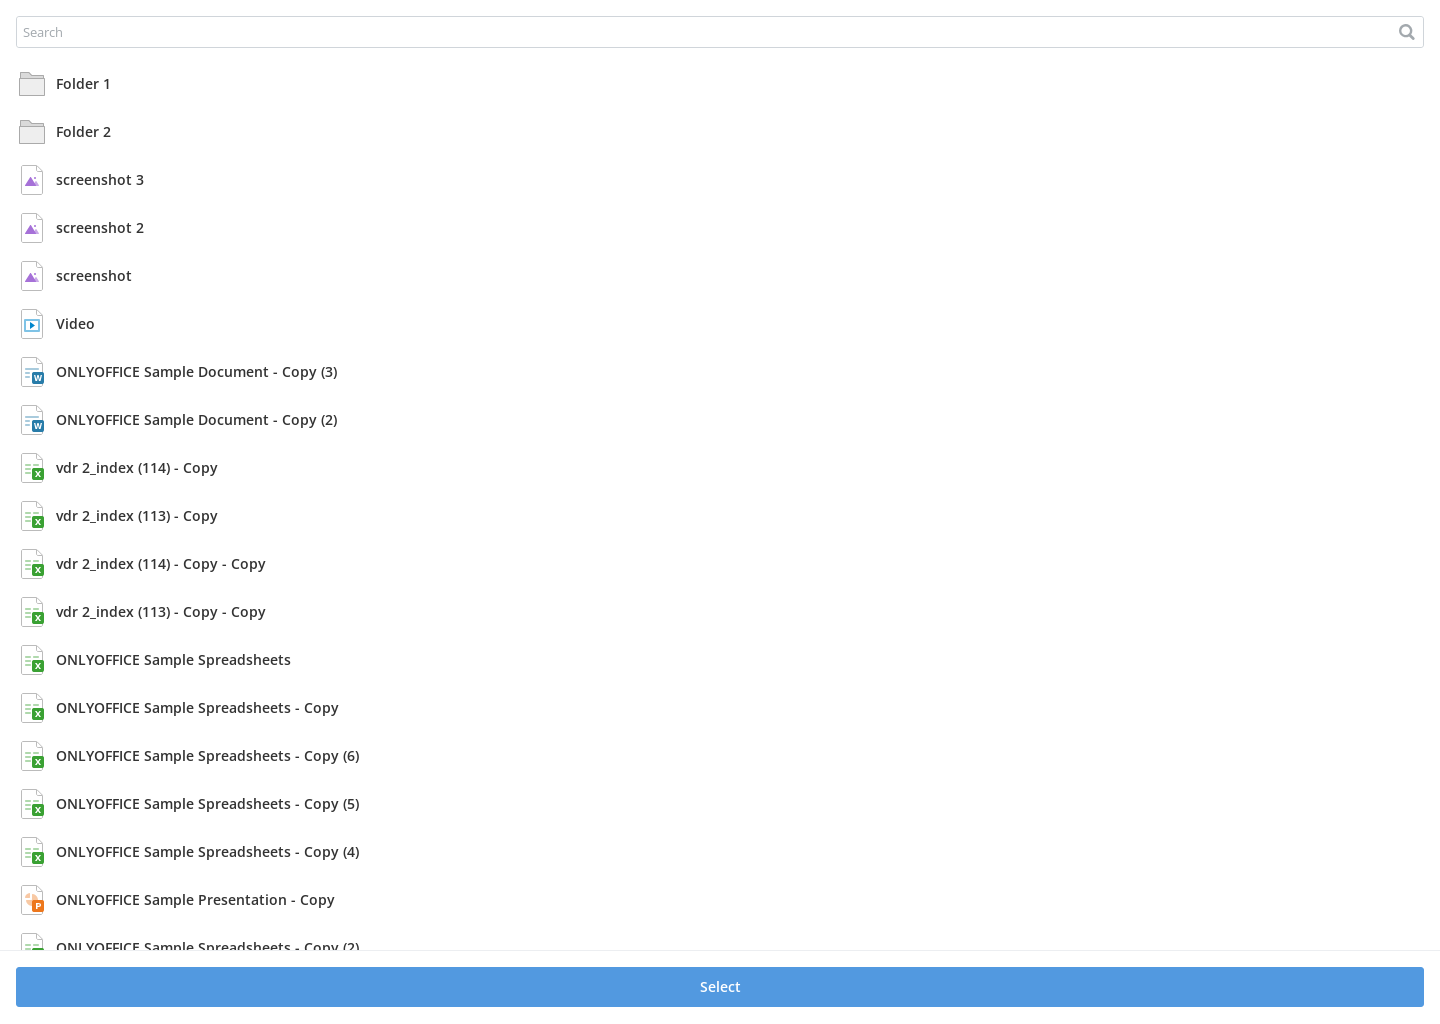 Search
Folder 1
Folder 2
screenshot 3
screenshot 2
screenshot
Video
ONLYOFFICE Sample Document - Copy (3)
ONLYOFFICE Sample Document - Copy (2)
vdr 2_index (114) - Copy
vdr 2_index (113) - Copy
vdr 2_index (114) - Copy - Copy
vdr 2_index (113) - Copy - Copy
ONLYOFFICE Sample Spreadsheets
ONLYOFFICE Sample Spreadsheets - Copy
ONLYOFFICE Sample Spreadsheets - Copy (6)
ONLYOFFICE Sample Spreadsheets - Copy (5)
ONLYOFFICE Sample Spreadsheets - Copy (4)
ONLYOFFICE Sample Presentation - Copy
ONLYOFFICE Sample Spreadsheets - Copy (2)
Select